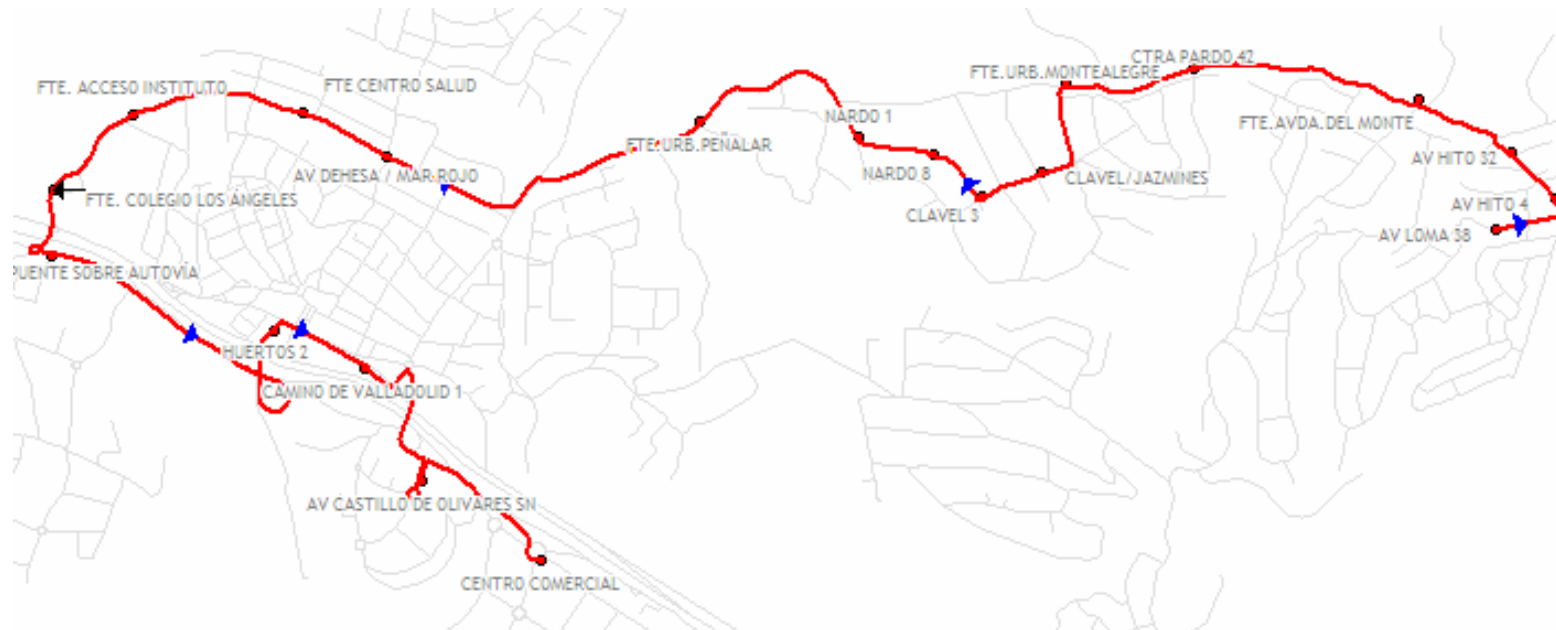 CTRA PARDO 42
FTE.URB.MONTEALEGRE
FTE. ACCESO INSTITUTO
FTE CENTRO SALUD
NARDO 1
FTE.AVDA.DEL MONTE
FTE.URB.PEÑALAR
AV HITO 32
AV DEHESA / MAR ROJO
NARDO 8
CLAVEL/JAZMINES
FTE. COLEGIO LOS ÁNGELES
AV HITO 4
CLAVEL 3
AV LOMA 38
PUENTE SOBRE AUTOVÍA
HUERTOS 2
CAMINO DE VALLADOLID 1
AV CASTILLO DE OLIVARES SN
CENTRO COMERCIAL